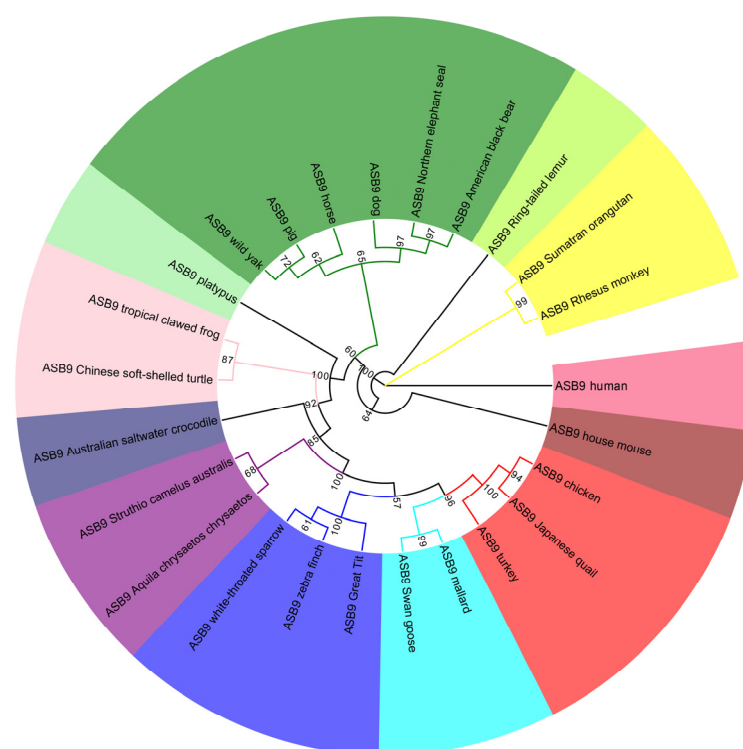 ASB9 Northern elephant seal
ASB9 American black bear
ASB9 dog
ASB9 horse
ASB9 pig
ASB9 wild yak
ASB9 Ring-tailed lemur
ASB9 Sumatran orangutan
ASB9 Rhesus monkey
ASB9 platypus
ASB9 tropical clawed frog
ASB9 Chinese soft-shelled turtle
ASB9 human
ASB9 Australian saltwater crocodile
ASB9 house mouse
ASB9 Struthio camelus australis
ASB9 Aquila chrysaetos chrysaetos
ASB9 white-throated sparrow
ASB9 zebra finch
ASB9 Great Tit
ASB9 Swan goose
ASB9 mallard
ASB9 turkey
ASB9 Japanese quail
ASB9 chicken
97
97
65
62
72
99
60
100
100
87
64
92
85
68
100
57
96
94
100
100
61
89